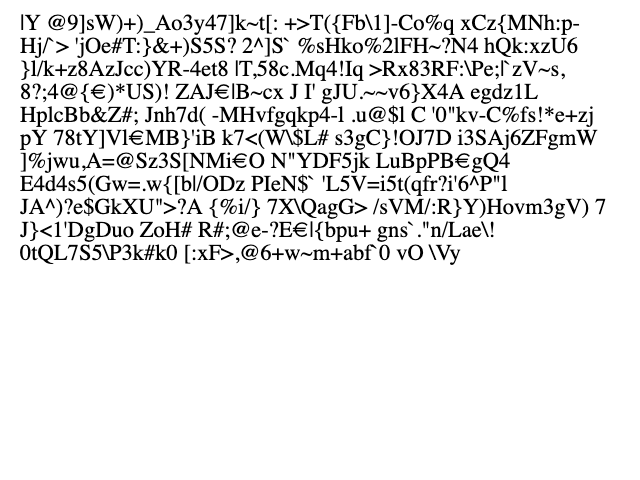 |Y @9]sW)+)_Ao3y47]k~t[: +>T({Fb\1]-Co%q xCz{MNh:p-
Hj/^> 'jOe#T:}&+)S5S? 2^]S` %sHko%2lFH~?N4 hQk:xzU6
}l/k+z8AzJcc)YR-4et8 |T,58c.Mq4!Iq >Rx83RF:\Pe;|`zV~s,
8?;4@{€)*US)! ZAJ€|B~cx J I' gJU.~~v6}X4A egdz1L
HplcBb&Z#; Jnh7d( -MHvfgqkp4-l .u@$l C '0"kv-C%fs!*e+zj
pY 78tY]Vl€MB}'iB k7<(W\$L# s3gC}!OJ7D i3SAj6ZFgmW
]%jwu,A=@Sz3S[NMi€O N"YDF5jk LuBpPB€gQ4
E4d4s5(Gw=.w{[b|/ODz PIeN$` 'L5V=i5t(qfr?i'6^P"l
JA^)?e$GkXU">?A {%i/} 7X\QagG> /sVM/:R}Y)Hovm3gV) 7
J}<1'DgDuo ZoH# R#;@e-?E€|{bpu+ gns`."n/Lae\!
0tQL7S5\P3k#k0 [:xF>,@6+w~m+abf`0 vO \Vy